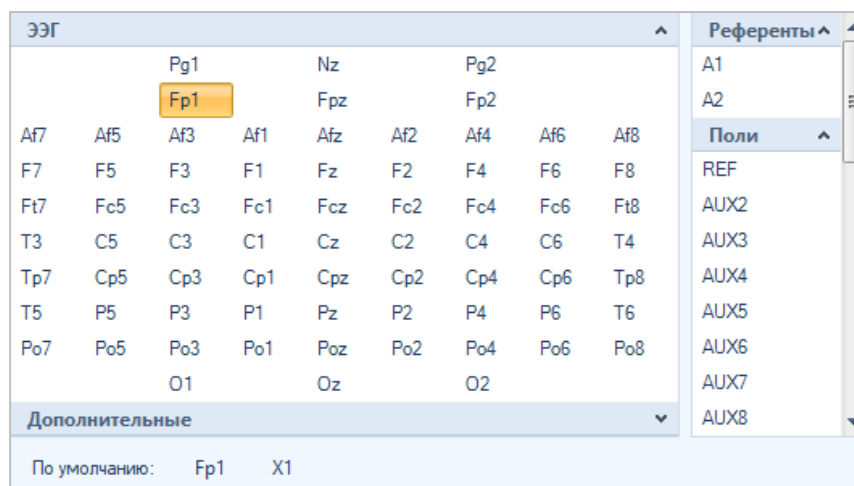 ЭЭГ
Pg1 Nz Pg2
Fp1 Fpz Fp2
Af7 Af5 Af3 Af1 Afz Af2 Af4 Af6 Af8
F7 F5 F3 F1 Fz F2 F4 F6 F8
Ft7 Fc5 Fc3 Fc1 Fcz Fc2 Fc4 Fc6 Ft8
T3 C5 C3 C1 Cz C2 C4 C6 T4
Tp7 Cp5 Cp3 Cp1 Cpz Cp2 Cp4 Cp6 Tp8
T5 P5 P3 P1 Pz P2 P4 P6 T6
Po7 Po5 Po3 Po1 Poz Po2 Po4 Po6 Po8
O1 Oz O2
Дополнительные
Референты
A1
A2
Поли
REF
AUX2
AUX3
AUX4
AUX5
AUX6
AUX7
AUX8
По умолчанию: Fp1 X1